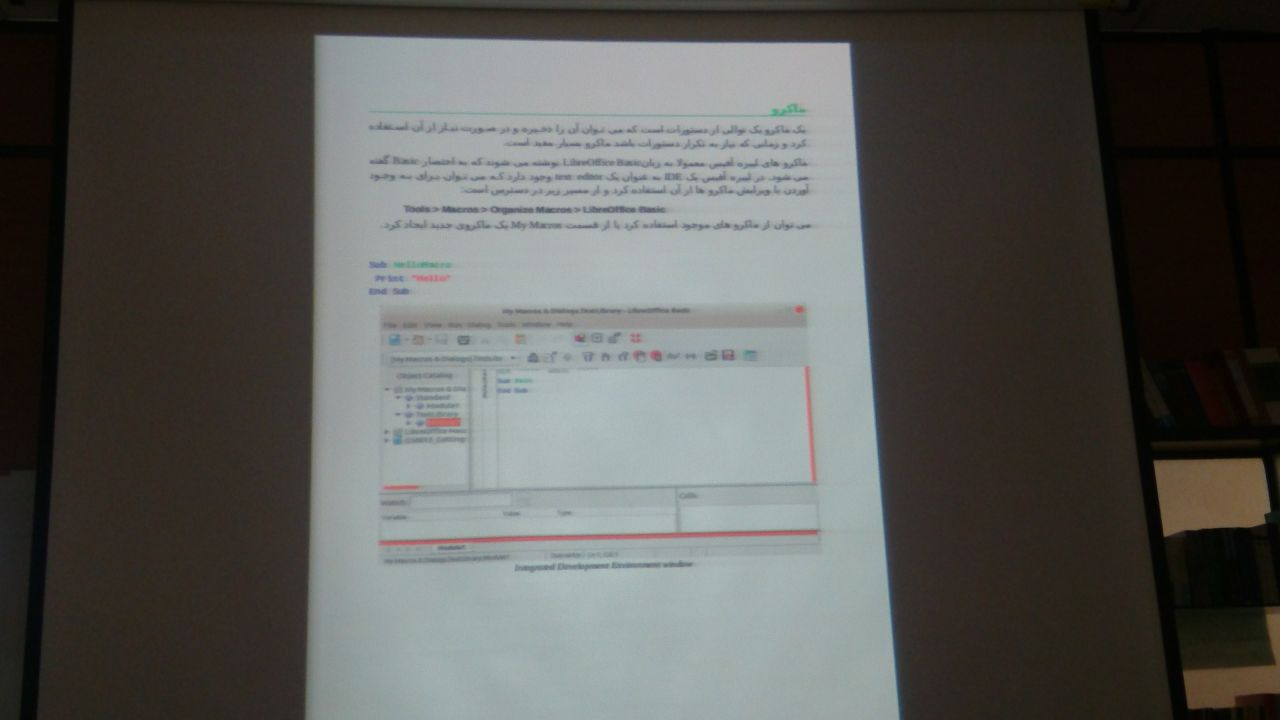 ماکرو
یک ماکرو یک توالی از دستورات است که می توان آن را ذخیره و در صورت نیاز از آن استفاده
کرد و زمانی که نیاز به تکرار دستورات باشد ماکرو بسیار مفید است.
ماکرو های لیبره آفیس معمولا به زبان LibreOffice Basic نوشته می شوند که به اختصار Basic گفته
می شود. در لیبره آفیس یک IDE به عنوان یک text editor وجود دارد که می توان برای به وجود
آوردن یا ویرایش ماکرو ها از آن استفاده کرد و از مسیر زیر در دسترس است:
Tools > Macros > Organize Macros > LibreOffice Basic
می توان از ماکرو های موجود استفاده کرد یا از قسمت My Macros یک ماکروی جدید ایجاد کرد.
Sub HelloMacro
Print "Hello"
End Sub
My Macros & Dialogs.TestLibrary - LibreOffice Basic
File Edit View Run Dialog Tools Window Help
[My Macros & Dialogs].TestLibr
Object Catalog
My Macros & Dia
Standard
Module1
TestLibrary
LibreOffice Macr
Sub Hello
End Sub
Watch:
Calls:
Variable
Value
Type
Module1
My Macros & Dialogs.TestLibrary.Module1
Integrated Development Environment window